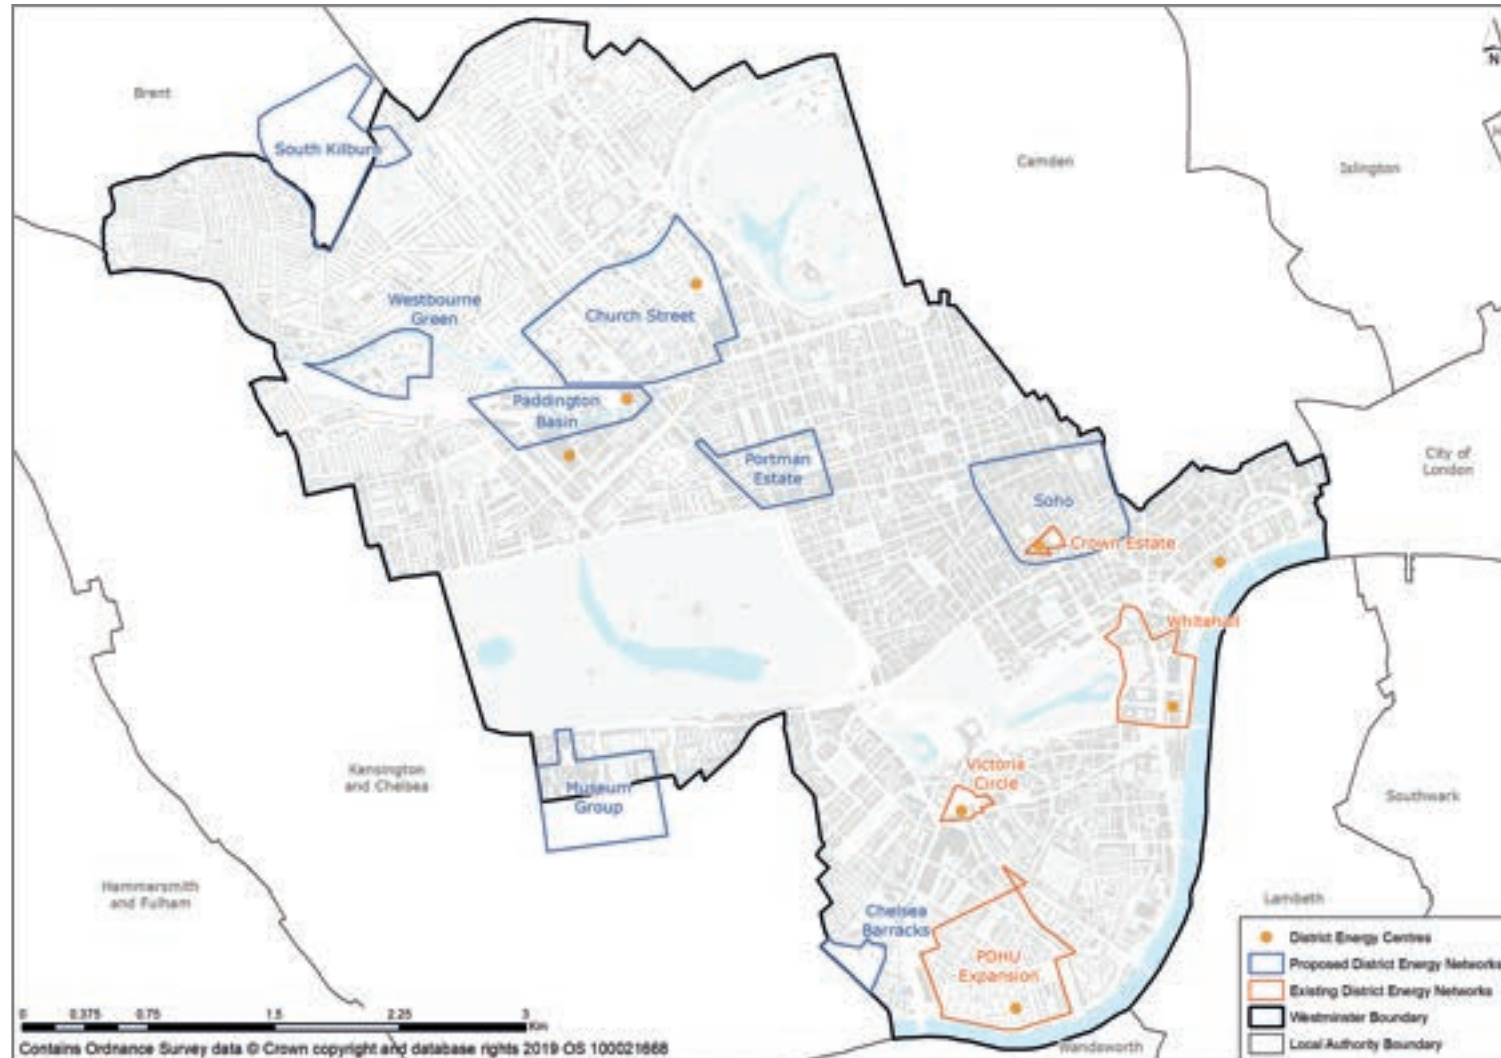 N
Brent
South Kilburn
Camden
Islington
Westbourne
Green
Church Street
Paddington
Basin
Portman
Estate
Soho
Crown Estate
City of
London
Whitehall
Kensington
and Chelsea
Museum
Group
Victoria
Circle
Southwark
Hammersmith
and Fulham
Chelsea
Barracks
PDHU
Expansion
Lambeth
Wandsworth
District Energy Centres
Proposed District Energy Networks
Existing District Energy Networks
Westminster Boundary
Local Authority Boundary
0 0.375 0.75 1.5 2.25 3
Km
Contains Ordnance Survey data © Crown copyright and database rights 2019 OS 100021668